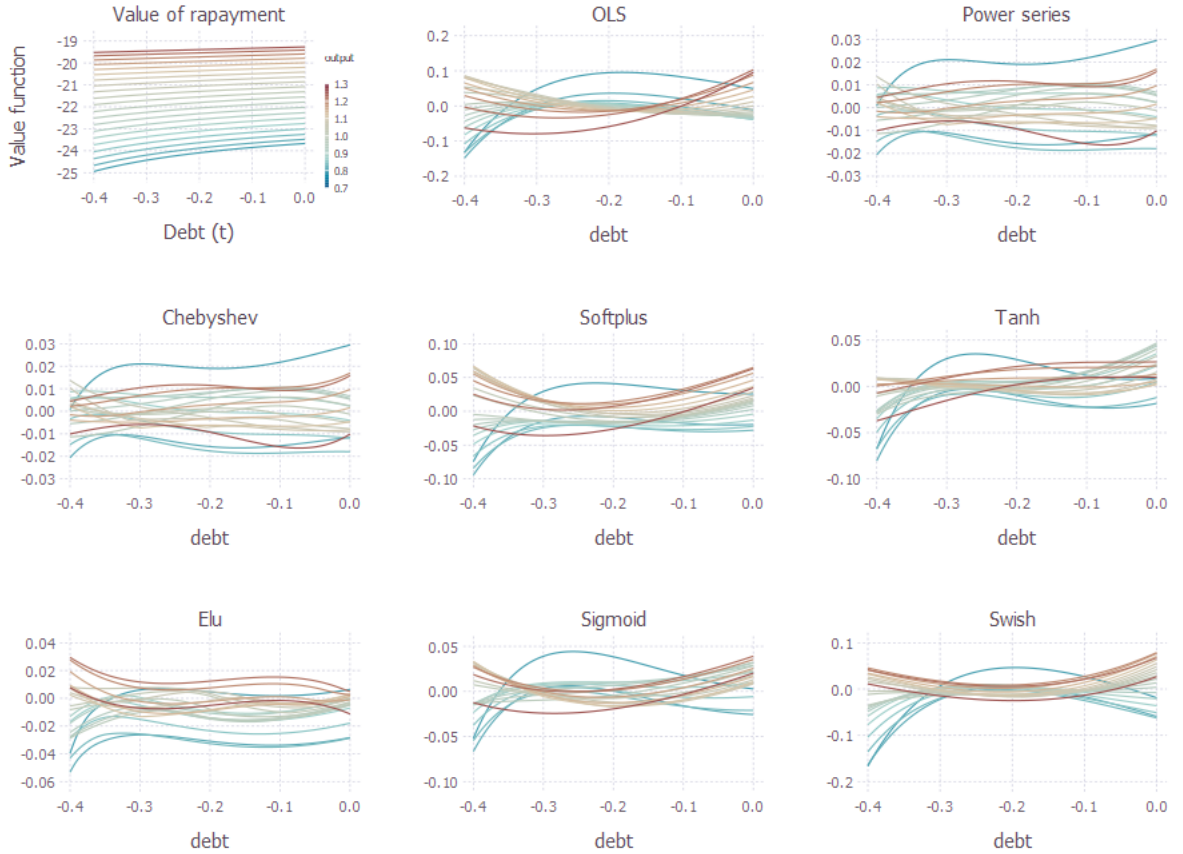 Value of rapayment
OLS
Power series
Value function
-19
-20
-21
-22
-23
-24
-25
-0.4 -0.3 -0.2 -0.1 0.0
Debt (t)
output
1.3
1.2
1.1
1.0
0.9
0.8
0.7
0.2
0.1
0.0
-0.1
-0.2
-0.4 -0.3 -0.2 -0.1 0.0
debt
0.03
0.02
0.01
0.00
-0.01
-0.02
-0.03
-0.4 -0.3 -0.2 -0.1 0.0
debt
Chebyshev
Softplus
Tanh
0.03
0.02
0.01
0.00
-0.01
-0.02
-0.03
-0.4 -0.3 -0.2 -0.1 0.0
debt
0.10
0.05
0.00
-0.05
-0.10
-0.4 -0.3 -0.2 -0.1 0.0
debt
0.05
0.00
-0.05
-0.10
-0.4 -0.3 -0.2 -0.1 0.0
debt
Elu
Sigmoid
Swish
0.04
0.02
0.00
-0.02
-0.04
-0.06
-0.4 -0.3 -0.2 -0.1 0.0
debt
0.05
0.00
-0.05
-0.10
-0.4 -0.3 -0.2 -0.1 0.0
debt
0.1
0.0
-0.1
-0.2
-0.4 -0.3 -0.2 -0.1 0.0
debt